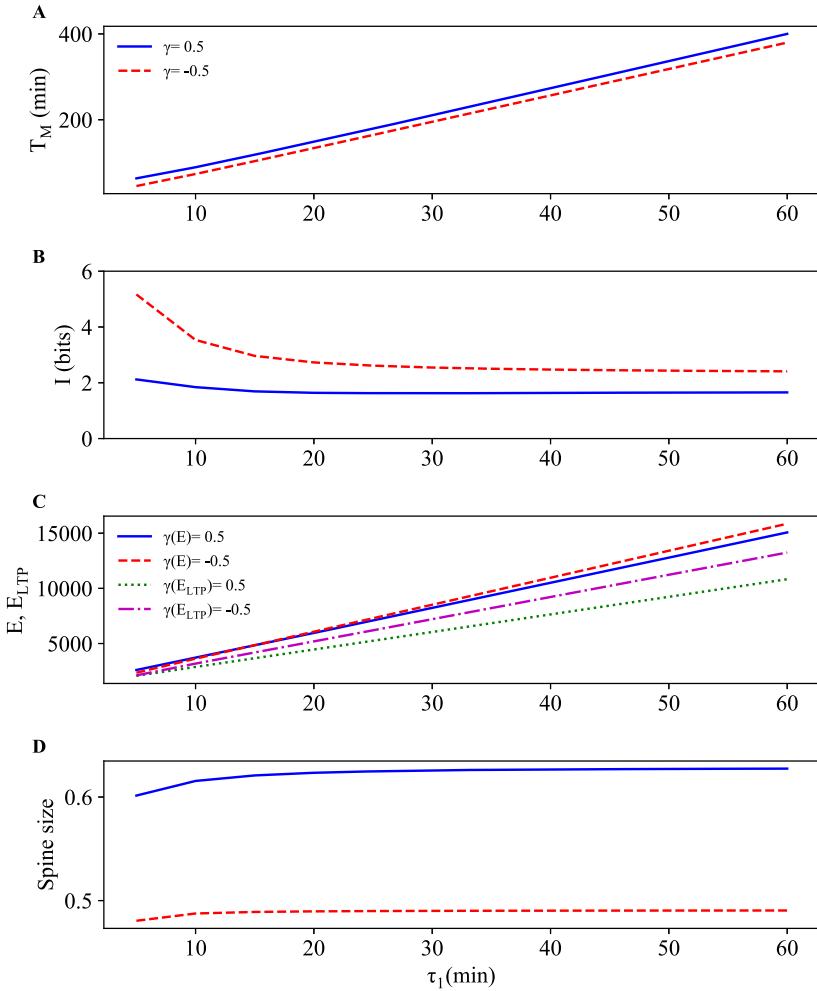 A
400
200
T_M (min)
γ= 0.5
γ= -0.5
10 20 30 40 50 60
B
6
4
2
0
I (bits)
10 20 30 40 50 60
C
15000
10000
5000
E, E_LTP
γ(E)= 0.5
γ(E)= -0.5
γ(E_LTP)= 0.5
γ(E_LTP)= -0.5
10 20 30 40 50 60
D
0.6
0.5
Spine size
10 20 30 40 50 60
τ_1(min)